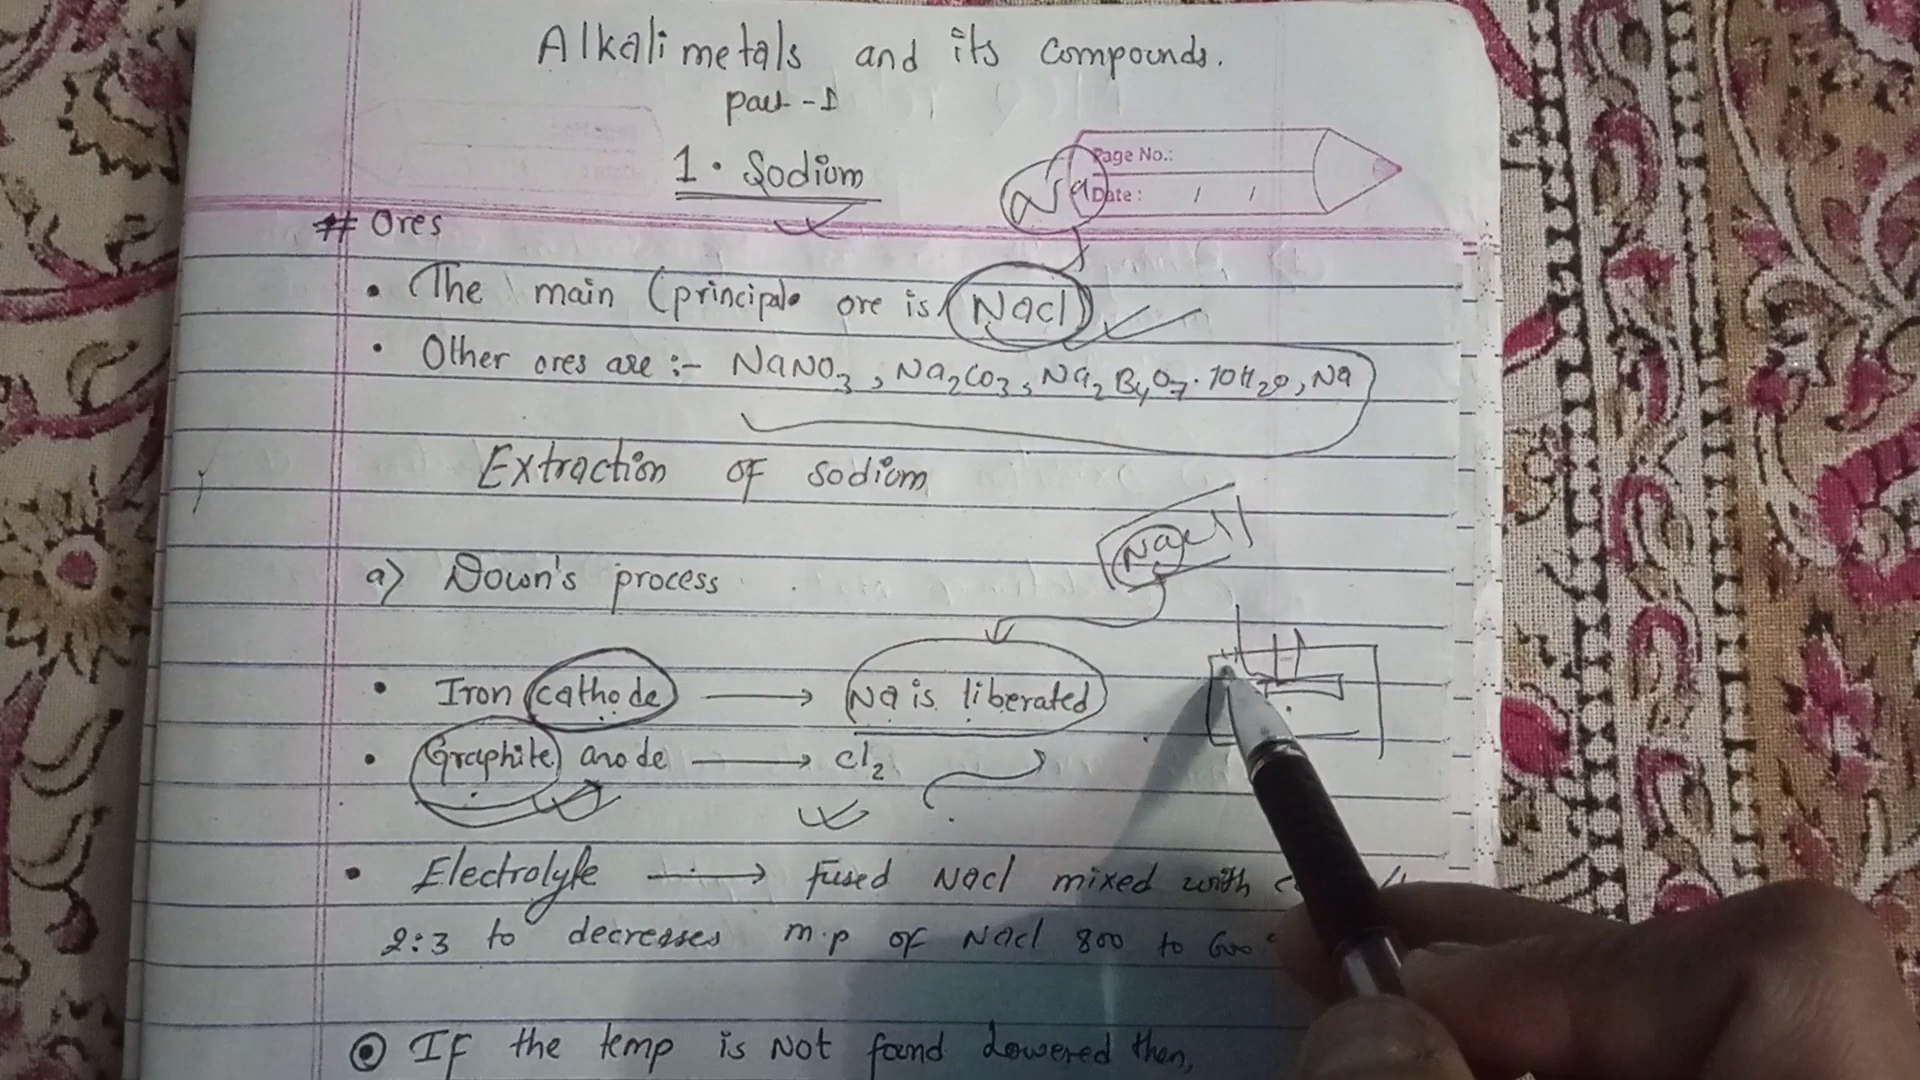 Alkali metals and its compounds.
part - I
1. Sodium
Page No.:
Date: / /
Na
# Ores
• The main (principal) ore is NaCl
• Other ores are :- NaNO3, Na2CO3, Na2B4O7.10H2O, Na
Extraction of sodium
NaCl
a) Down's process
• Iron cathode → Na is liberated
• Graphite anode → Cl2
• Electrolyte → Fused NaCl mixed with
2:3 to decreases m.p of NaCl 800 to 600°
If the temp is not found Lowered then,